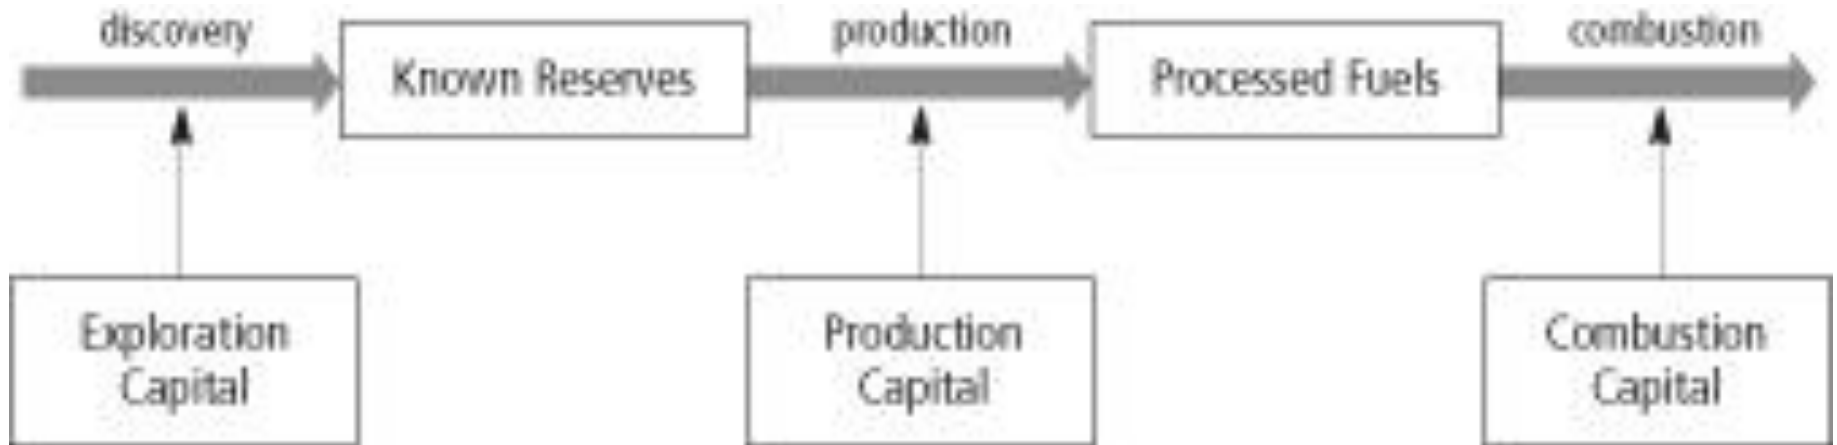 discovery
production
combustion
Known Reserves
Processed Fuels
Exploration
Capital
Production
Capital
Combustion
Capital